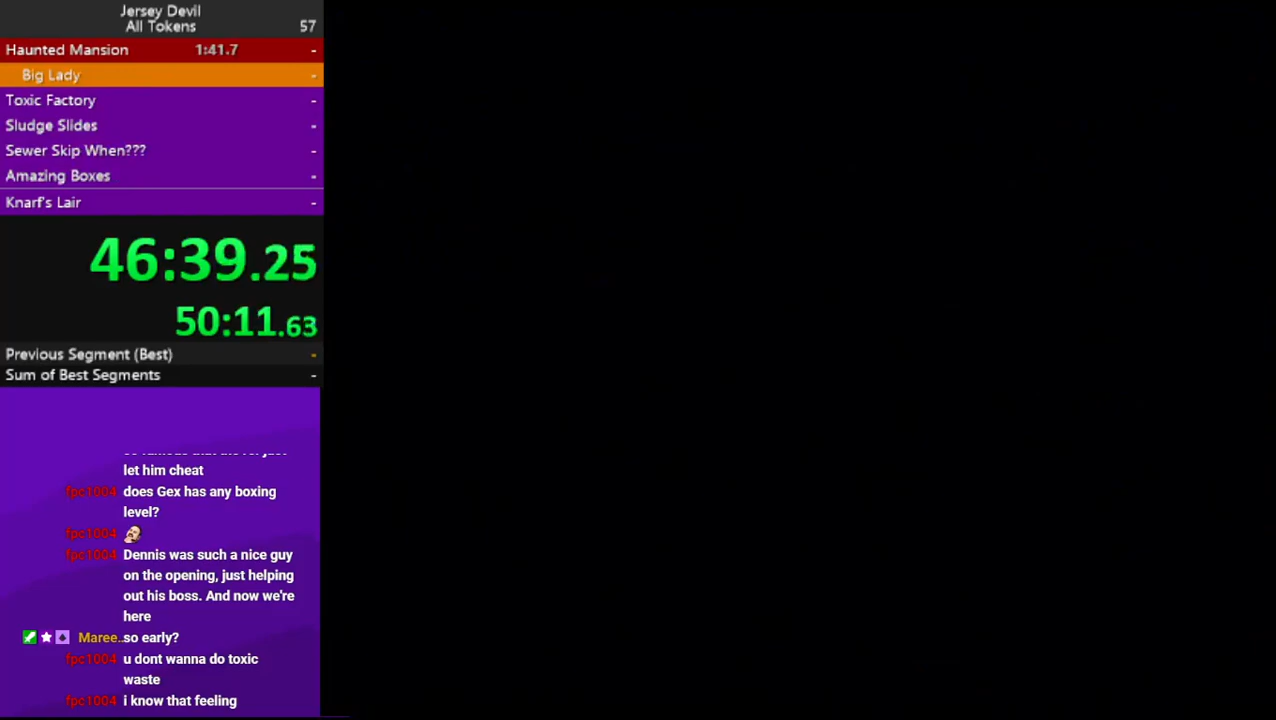 Jersey Devil
All Tokens 57
Haunted Mansion 1:41.7 -
Big Lady -
Toxic Factory -
Sludge Slides -
Sewer Skip When??? -
Amazing Boxes -
Knarf's Lair -
46:39.25
50:11.63
Previous Segment (Best) -
Sum of Best Segments -
let him cheat
fpc1004 does Gex has any boxing
level?
fpc1004
fpc1004 Dennis was such a nice guy
on the opening, just helping
out his boss. And now we're
here
Maree.. so early?
fpc1004 u dont wanna do toxic
waste
fpc1004 i know that feeling